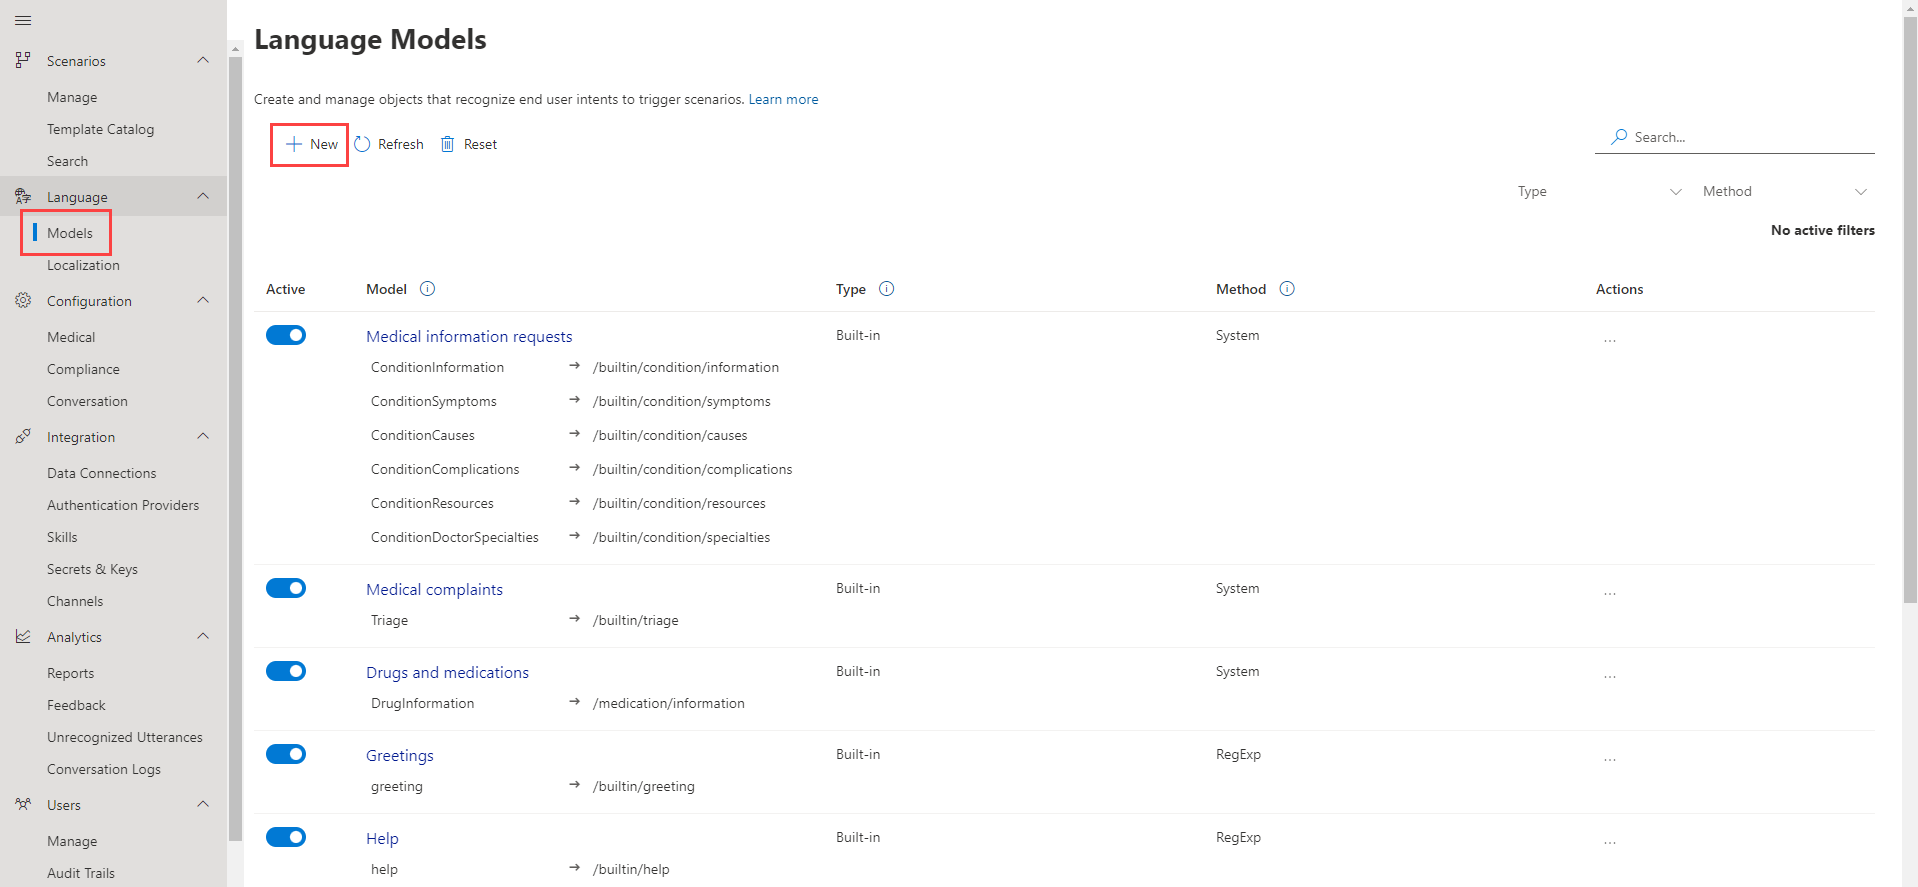 Scenarios
Manage
Template Catalog
Search
Language
Models
Localization
Configuration
Medical
Compliance
Conversation
Integration
Data Connections
Authentication Providers
Skills
Secrets & Keys
Channels
Analytics
Reports
Feedback
Unrecognized Utterances
Conversation Logs
Users
Manage
Audit Trails
Language Models
Create and manage objects that recognize end user intents to trigger scenarios. Learn more
New Refresh Reset
Search...
Type Method
No active filters
Active Model Type Method Actions
Medical information requests Built-in System ...
ConditionInformation → /builtin/condition/information
ConditionSymptoms → /builtin/condition/symptoms
ConditionCauses → /builtin/condition/causes
ConditionComplications → /builtin/condition/complications
ConditionResources → /builtin/condition/resources
ConditionDoctorSpecialties → /builtin/condition/specialties
Medical complaints Built-in System ...
Triage → /builtin/triage
Drugs and medications Built-in System ...
DrugInformation → /medication/information
Greetings Built-in RegExp ...
greeting → /builtin/greeting
Help Built-in RegExp ...
help → /builtin/help